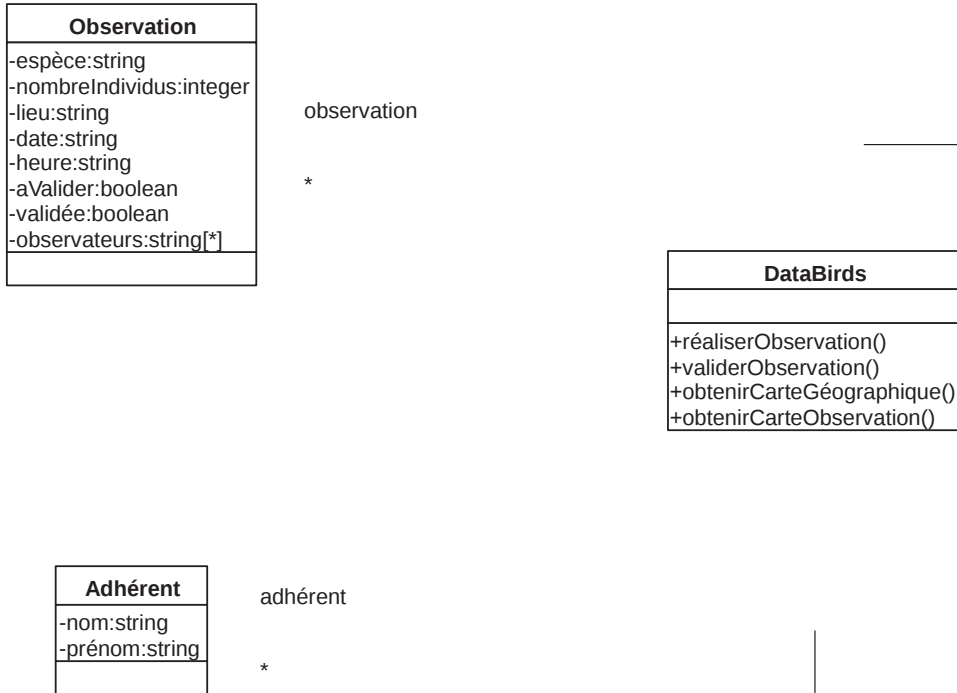 Observation
-espèce:string
-nombreIndividus:integer
-lieu:string
-date:string
-heure:string
-aValider:boolean
-validée:boolean
-observateurs:string[*]
observation
*
DataBirds
+réaliserObservation()
+validerObservation()
+obtenirCarteGéographique()
+obtenirCarteObservation()
Adhérent
-nom:string
-prénom:string
adhérent
*